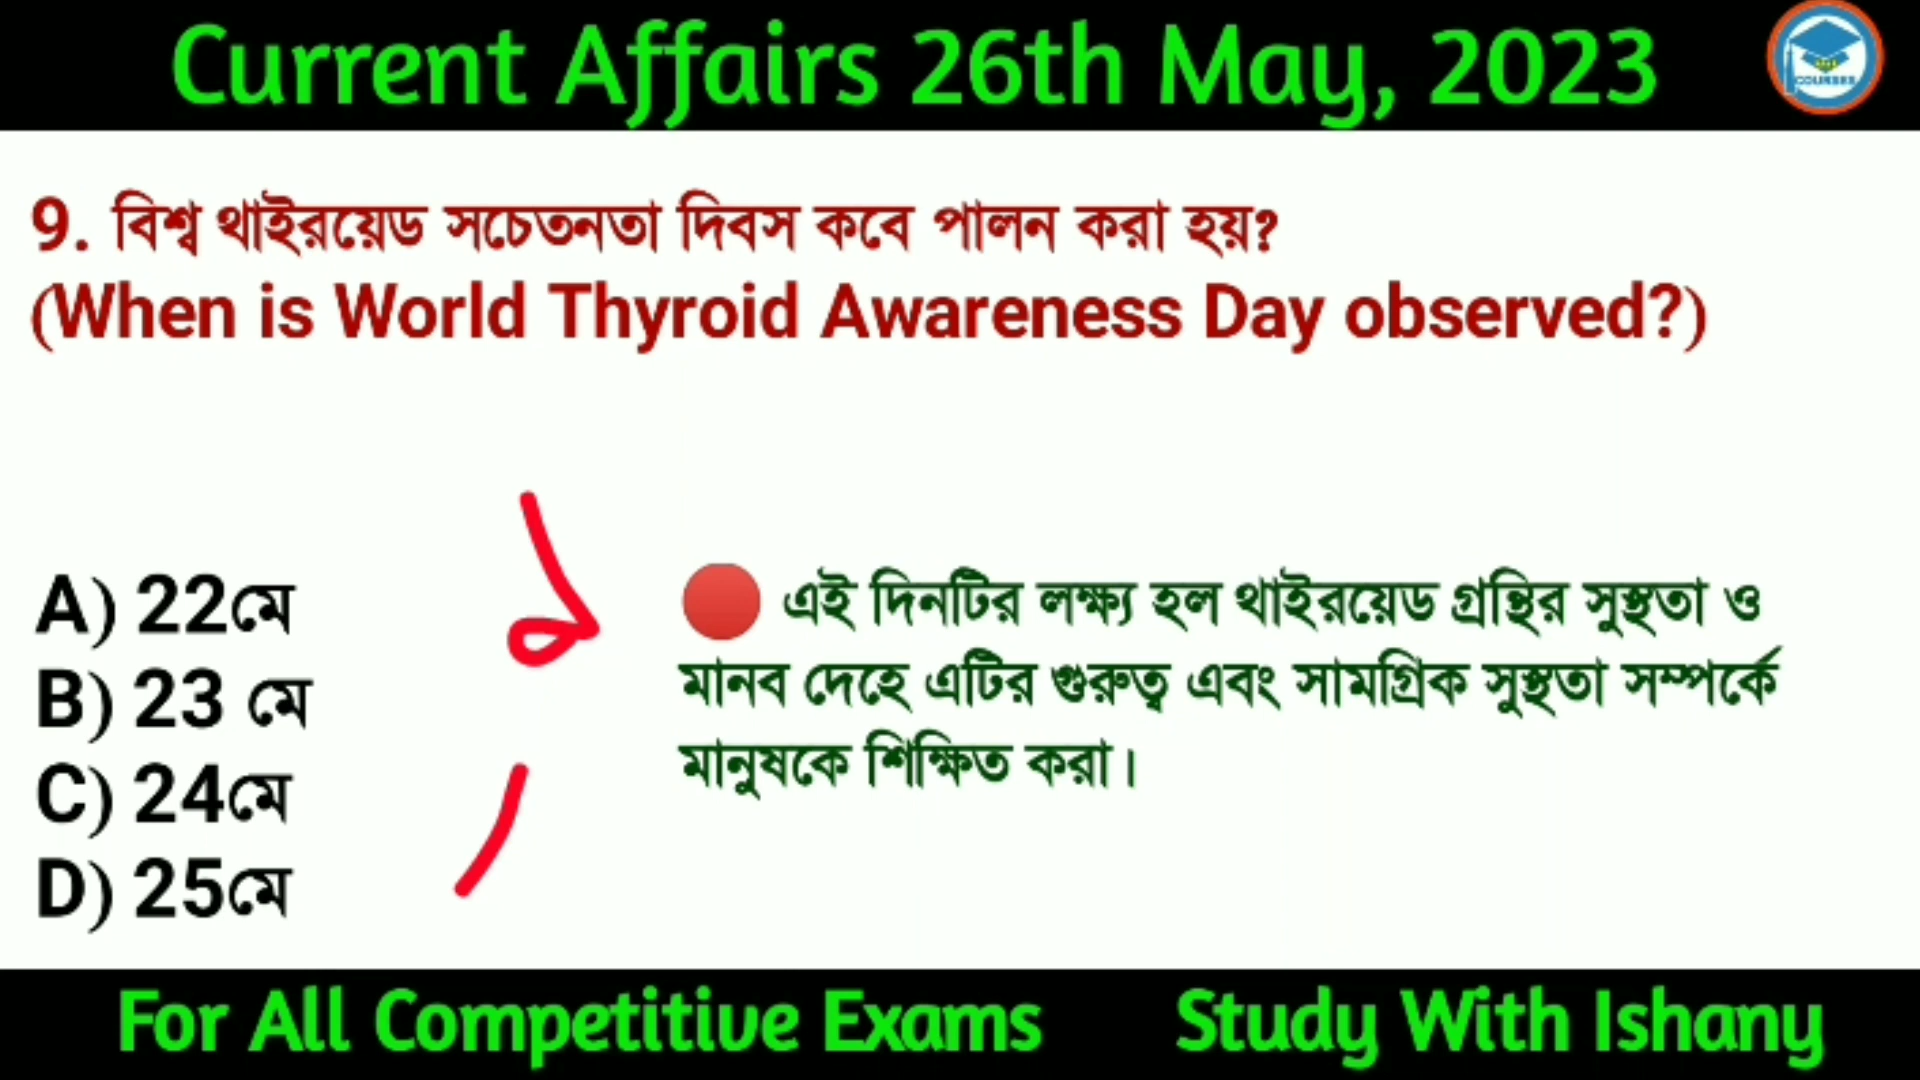 Current Affairs 26th May, 2023
COURSES
9. বিশ্ব থাইরয়েড সচেতনতা দিবস কবে পালন করা হয়?
(When is World Thyroid Awareness Day observed?)
A) 22মে
B) 23 মে
C) 24মে
D) 25মে
এই দিনটির লক্ষ্য হল থাইরয়েড গ্রন্থির সুস্থতা ও
মানব দেহে এটির গুরুত্ব এবং সামগ্রিক সুস্থতা সম্পর্কে
মানুষকে শিক্ষিত করা।
For All Competitive Exams Study With Ishany